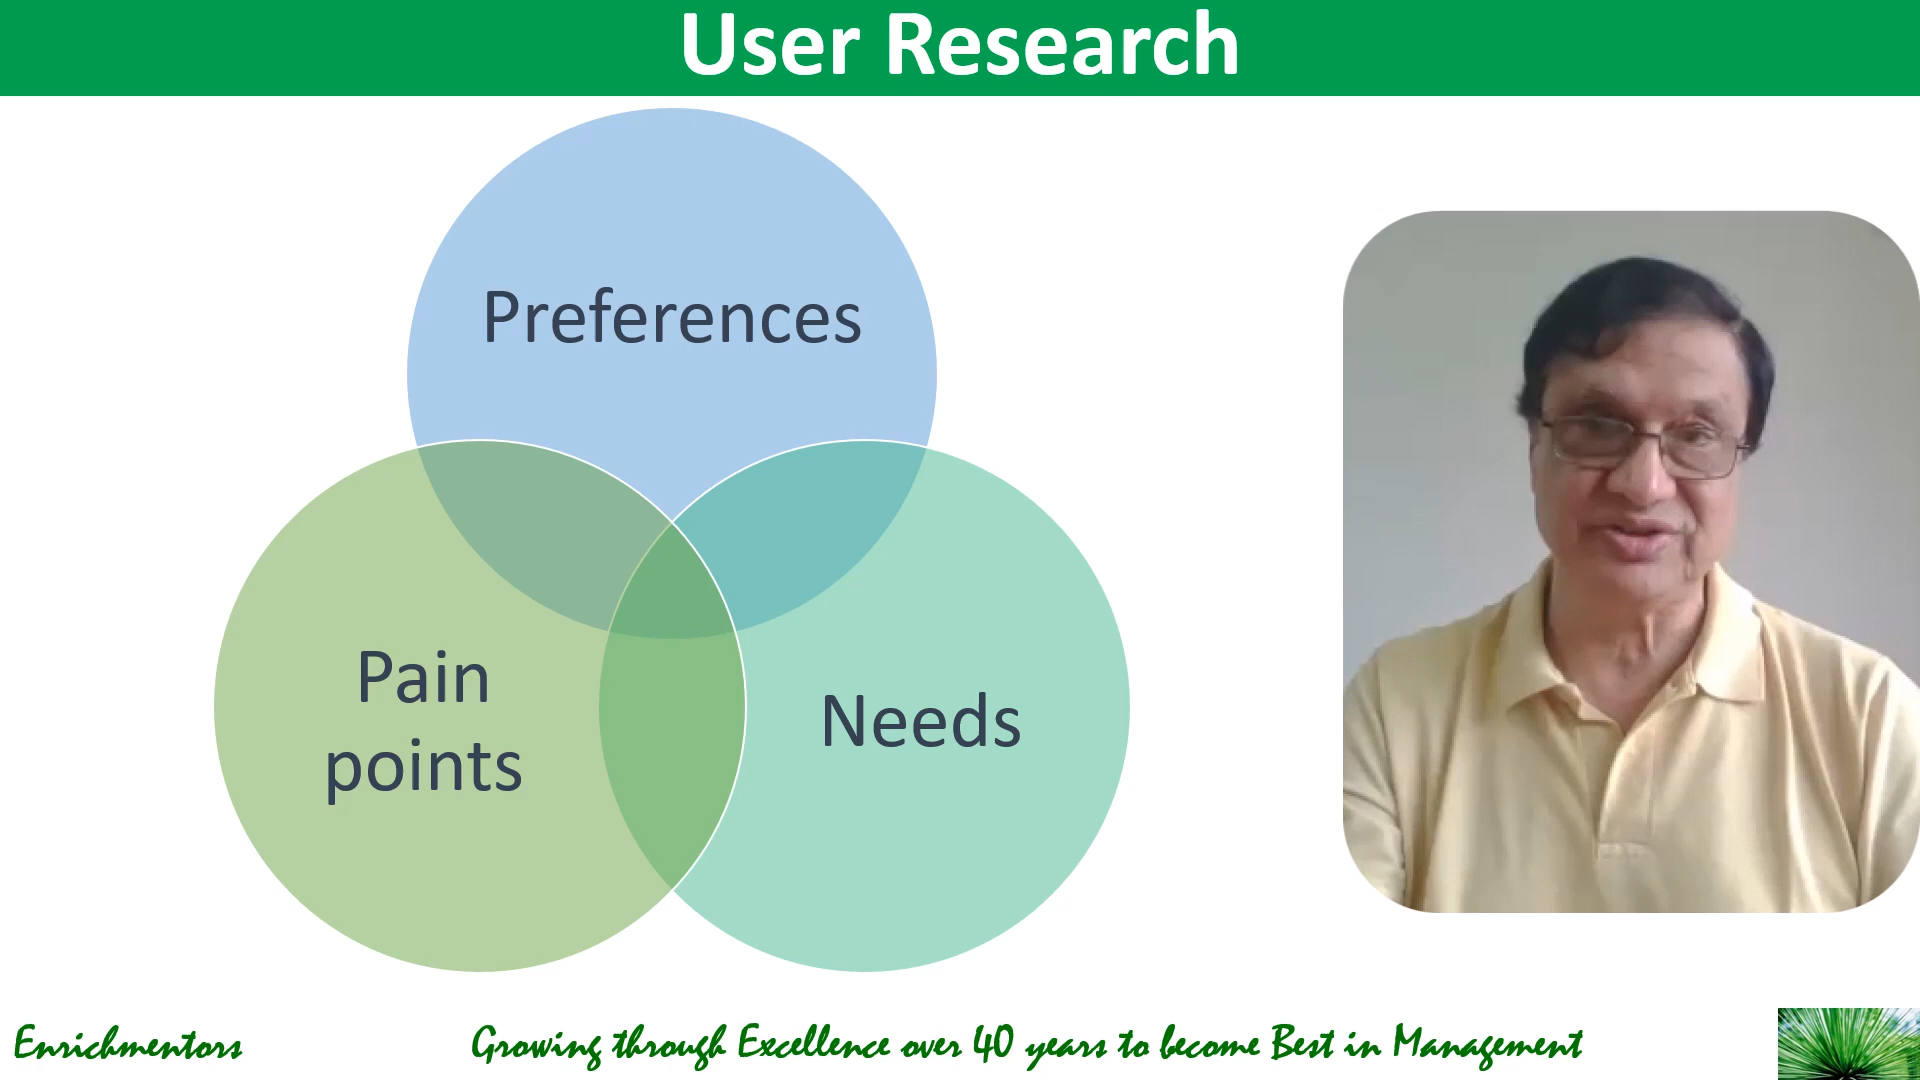 User Research
Preferences
Pain
points
Needs
Enrichmentors
Growing through Excellence over 40 years to become Best in Management